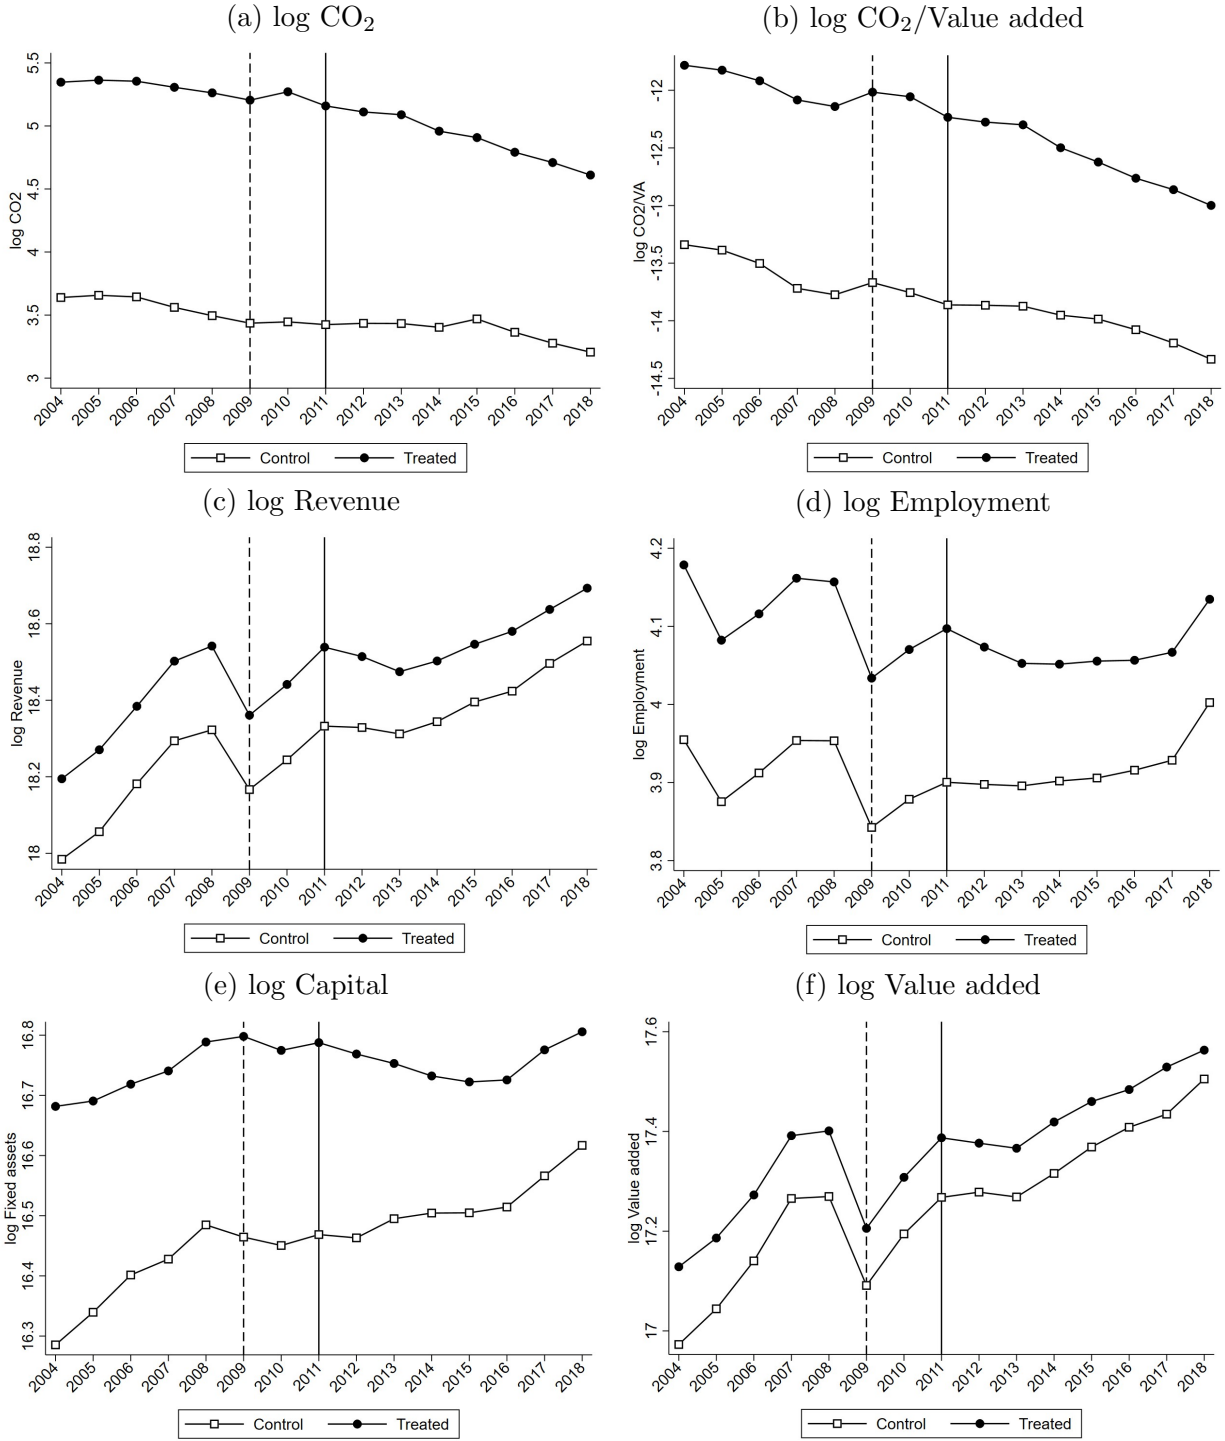 (a) log CO₂
5.5
5
4.5
4
3.5
3
log CO2
2004 2005 2006 2007 2008 2009 2010 2011 2012 2013 2014 2015 2016 2017 2018
Control Treated
(b) log CO₂/Value added
-12
-12.5
-13
-13.5
-14
-14.5
log CO2/VA
2004 2005 2006 2007 2008 2009 2010 2011 2012 2013 2014 2015 2016 2017 2018
Control Treated
(c) log Revenue
18.8
18.6
18.4
18.2
18
log Revenue
2004 2005 2006 2007 2008 2009 2010 2011 2012 2013 2014 2015 2016 2017 2018
Control Treated
(d) log Employment
4.2
4.1
4
3.9
3.8
log Employment
2004 2005 2006 2007 2008 2009 2010 2011 2012 2013 2014 2015 2016 2017 2018
Control Treated
(e) log Capital
16.8
16.7
16.6
16.5
16.4
16.3
log Fixed assets
2004 2005 2006 2007 2008 2009 2010 2011 2012 2013 2014 2015 2016 2017 2018
Control Treated
(f) log Value added
17.6
17.4
17.2
17
log Value added
2004 2005 2006 2007 2008 2009 2010 2011 2012 2013 2014 2015 2016 2017 2018
Control Treated